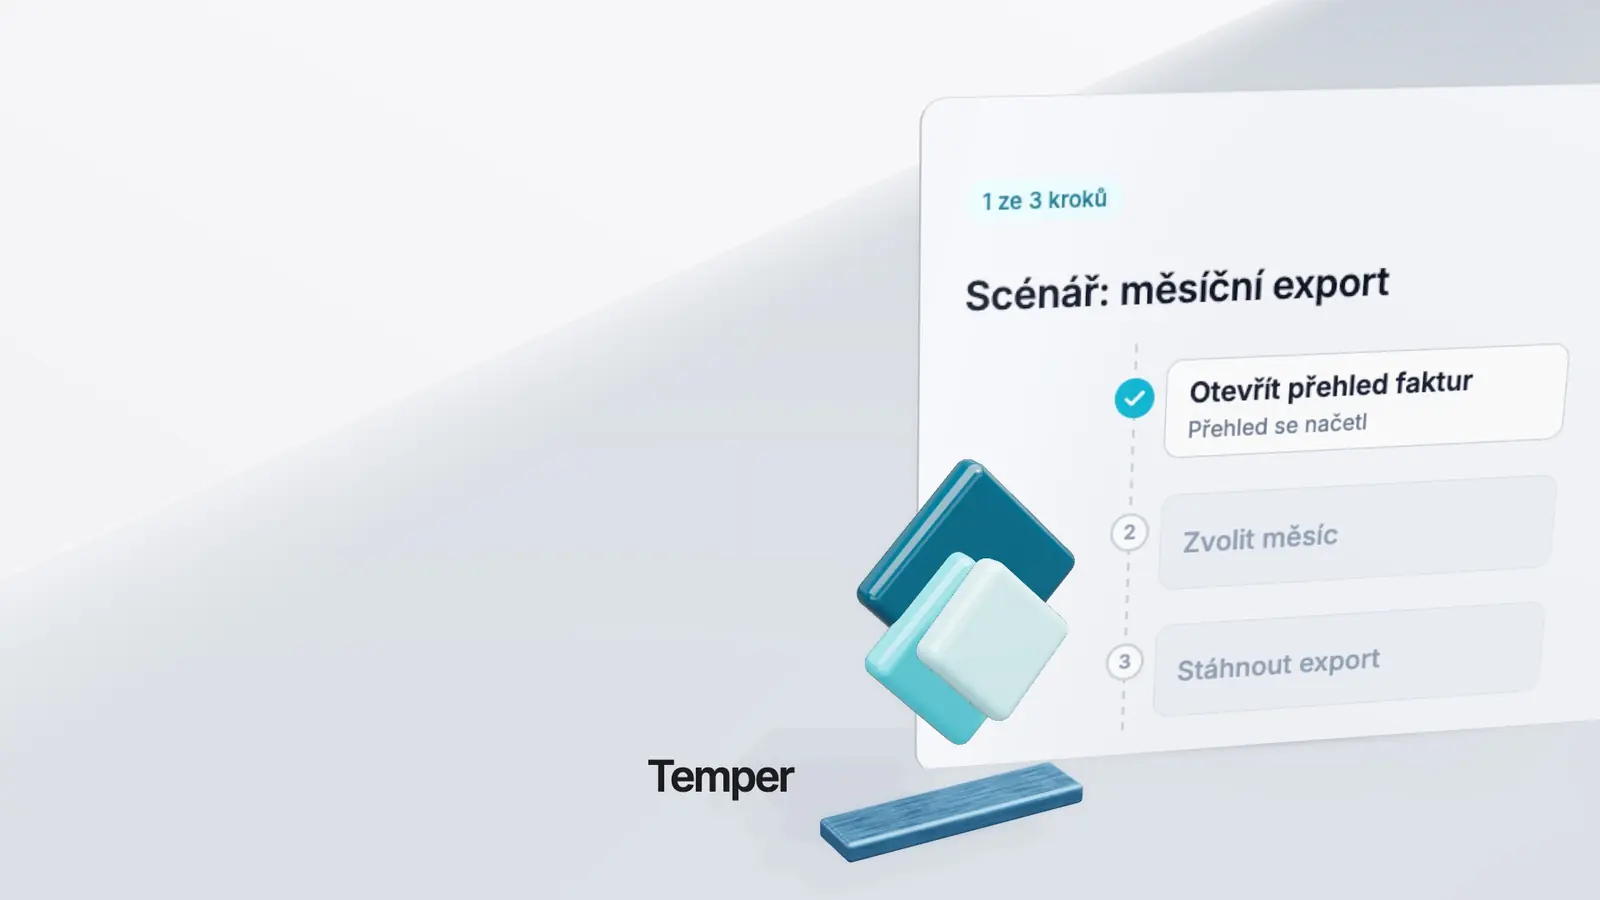 1 ze 3 kroků
Scénář: měsíční export
Otevřít přehled faktur
Přehled se načetl
2
Zvolit měsíc
3
Stáhnout export
Temper